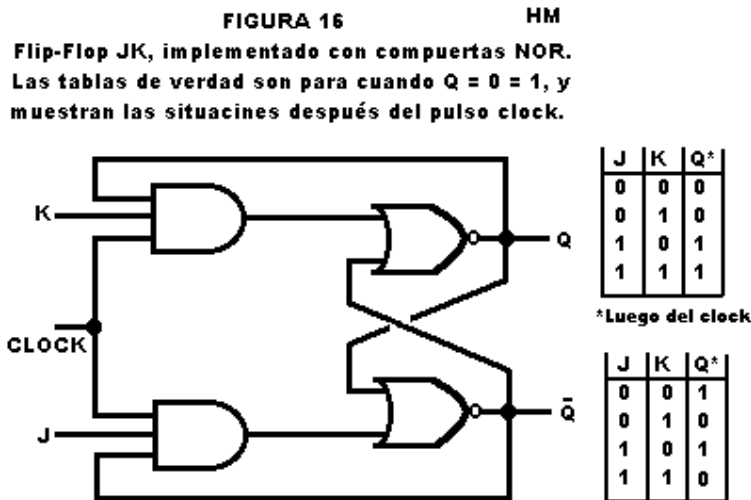 FIGURA 16 HM
Flip-Flop JK, implementado con compuertas NOR.
Las tablas de verdad son para cuando Q = 0 = 1, y
muestran las situacines después del pulso clock.
J K Q*
0 0 0
0 1 0
1 0 1
1 1 1
*Luego del clock
K
Q
CLOCK
J
Q̄
J K Q*
0 0 1
0 1 0
1 0 1
1 1 0